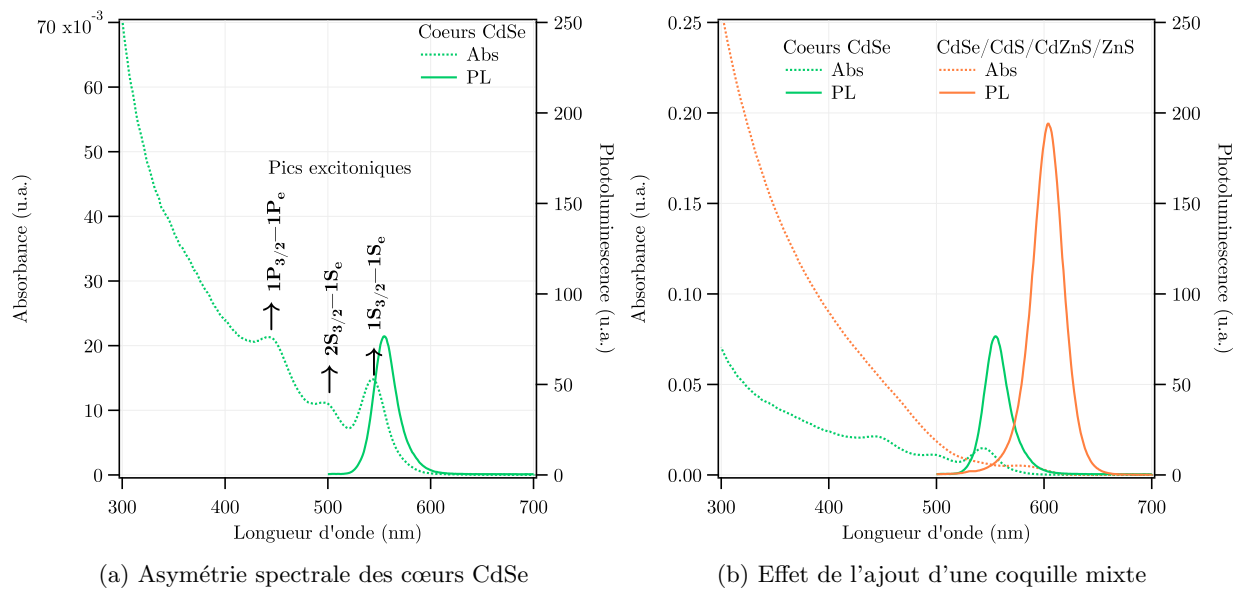 70 x10⁻³
60
50
40
30
20
10
0
Absorbance (u.a.)
300
400
500
600
700
Longueur d'onde (nm)
250
200
150
100
50
0
Photoluminescence (u.a.)
Coeurs CdSe
Abs
PL
Pics excitoniques
1P3/2—1Pe
2S3/2—1Se
1S3/2—1Se
(a) Asymétrie spectrale des cœurs CdSe
0.25
0.20
0.15
0.10
0.05
0.00
Absorbance (u.a.)
300
400
500
600
700
Longueur d'onde (nm)
250
200
150
100
50
0
Photoluminescence (u.a.)
Coeurs CdSe
Abs
PL
CdSe/CdS/CdZnS/ZnS
Abs
PL
(b) Effet de l'ajout d'une coquille mixte